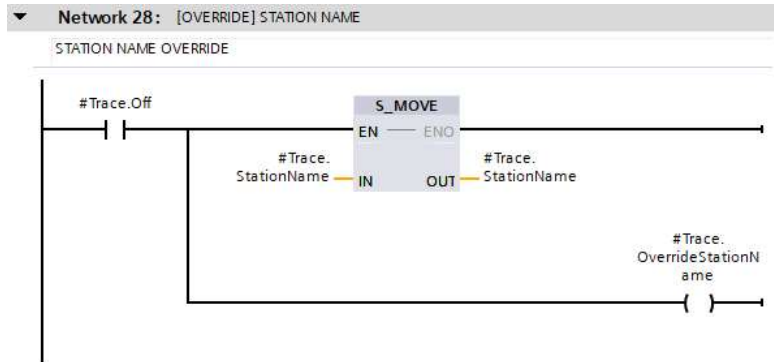 Network 28: [OVERRIDE] STATION NAME
STATION NAME OVERRIDE
#Trace.Off
S_MOVE
EN
ENO
#Trace.
StationName
IN
OUT
#Trace.
StationName
#Trace.
OverrideStationN
ame